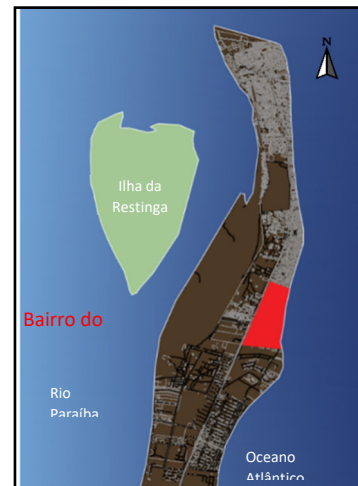 N
Ilha da
Restinga
Bairro do
Rio
Paraíba
Oceano
Atlântico